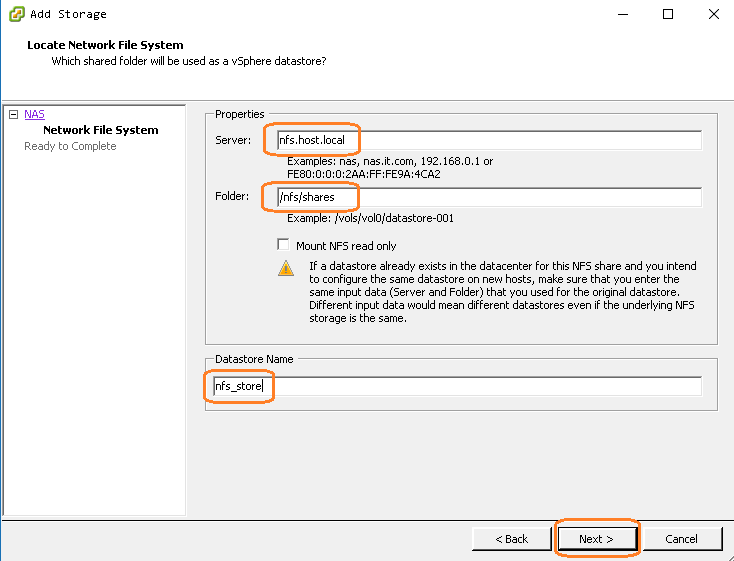 Add Storage
Locate Network File System
Which shared folder will be used as a vSphere datastore?
NAS
Network File System
Ready to Complete
Properties
Server:
nfs.host.local
Examples: nas, nas.it.com, 192.168.0.1 or
FE80:0:0:0:2AA:FF:FE9A:4CA2
Folder:
/nfs/shares
Example: /vols/vol0/datastore-001
Mount NFS read only
If a datastore already exists in the datacenter for this NFS share and you intend
to configure the same datastore on new hosts, make sure that you enter the
same input data (Server and Folder) that you used for the original datastore.
Different input data would mean different datastores even if the underlying NFS
storage is the same.
Datastore Name
nfs_store
< Back
Next >
Cancel